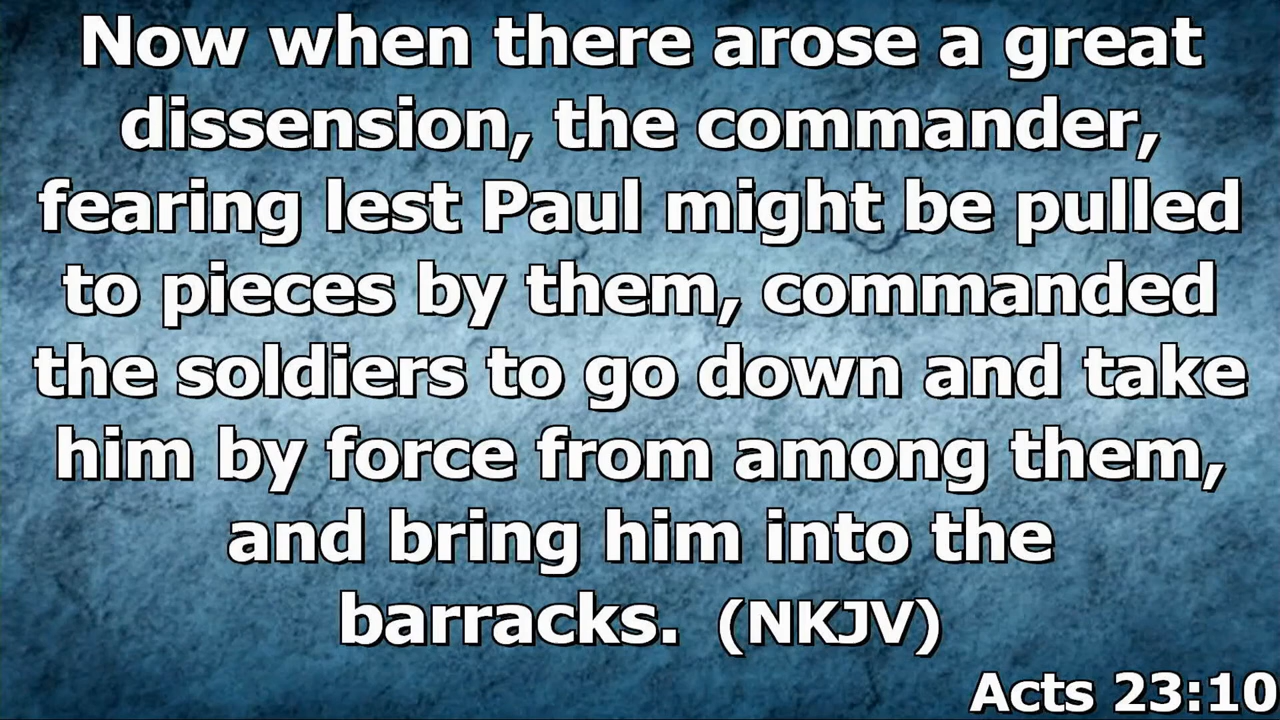 Now when there arose a great
dissension, the commander,
fearing lest Paul might be pulled
to pieces by them, commanded
the soldiers to go down and take
him by force from among them,
and bring him into the
barracks. (NKJV)
Acts 23:10